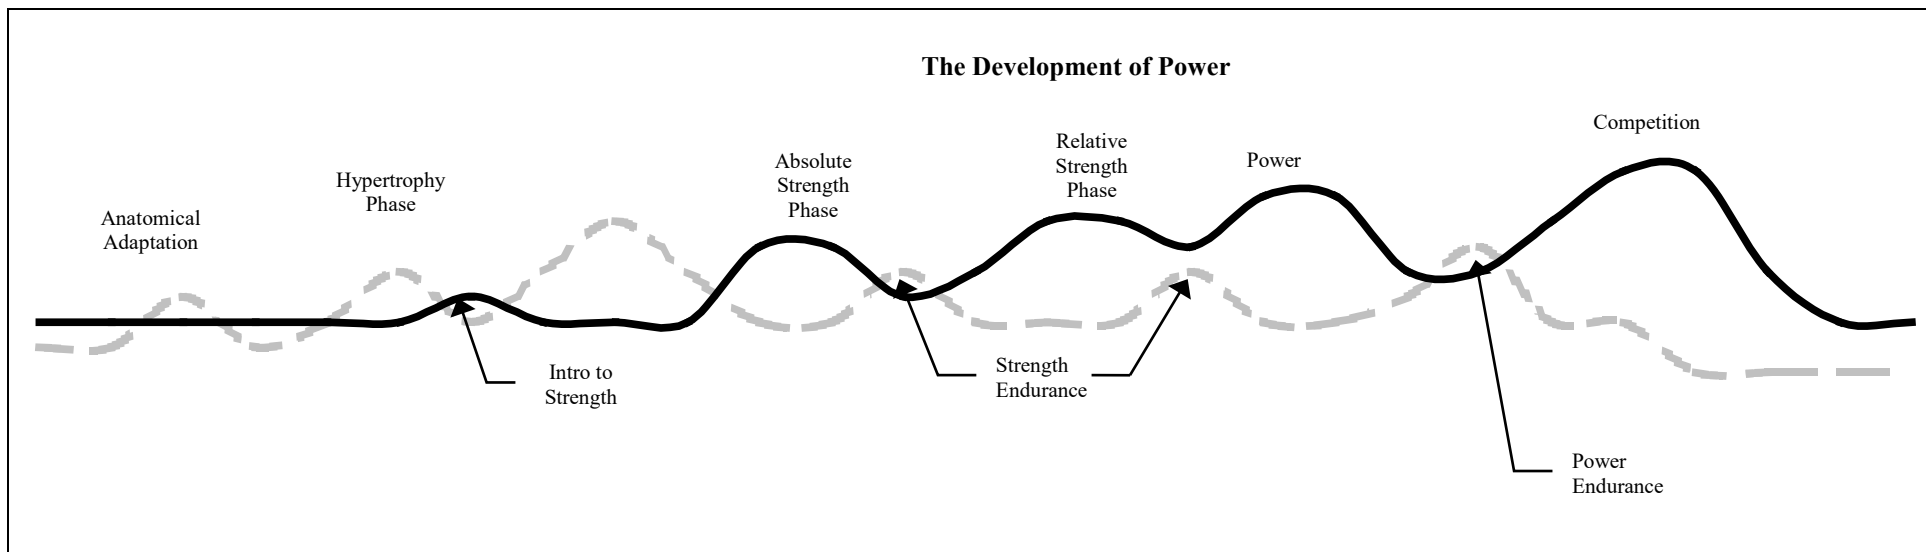 The Development of Power
Anatomical
Adaptation
Hypertrophy
Phase
Absolute
Strength
Phase
Relative
Strength
Phase
Power
Competition
Intro to
Strength
Strength
Endurance
Power
Endurance